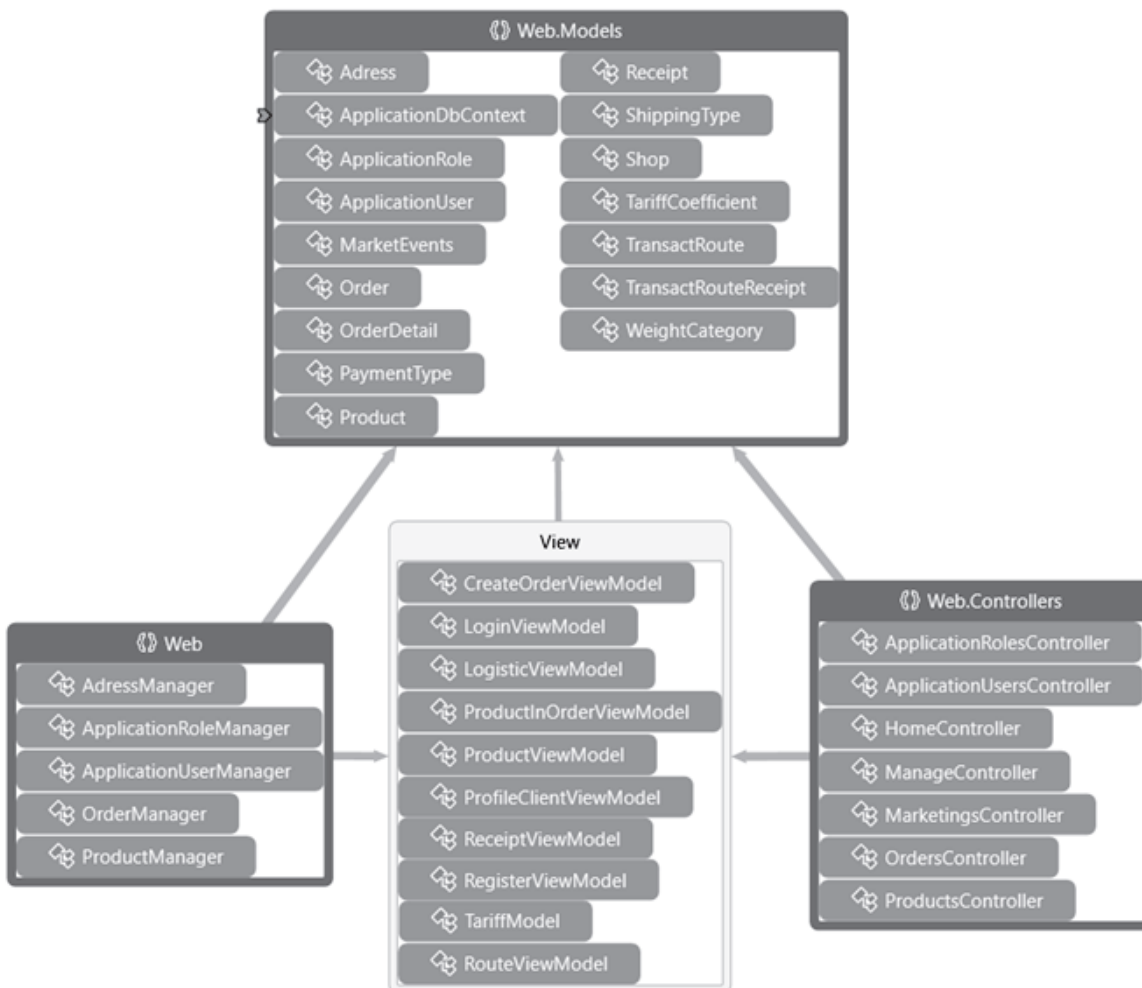 Web.Models
Adress
ApplicationDbContext
ApplicationRole
ApplicationUser
MarketEvents
Order
OrderDetail
PaymentType
Product
Receipt
ShippingType
Shop
TariffCoefficient
TransactRoute
TransactRouteReceipt
WeightCategory
View
CreateOrderViewModel
LoginViewModel
LogisticViewModel
ProductInOrderViewModel
ProductViewModel
ProfileClientViewModel
ReceiptViewModel
RegisterViewModel
TariffModel
RouteViewModel
Web
AdressManager
ApplicationRoleManager
ApplicationUserManager
OrderManager
ProductManager
Web.Controllers
ApplicationRolesController
ApplicationUsersController
HomeController
ManageController
MarketingsController
OrdersController
ProductsController